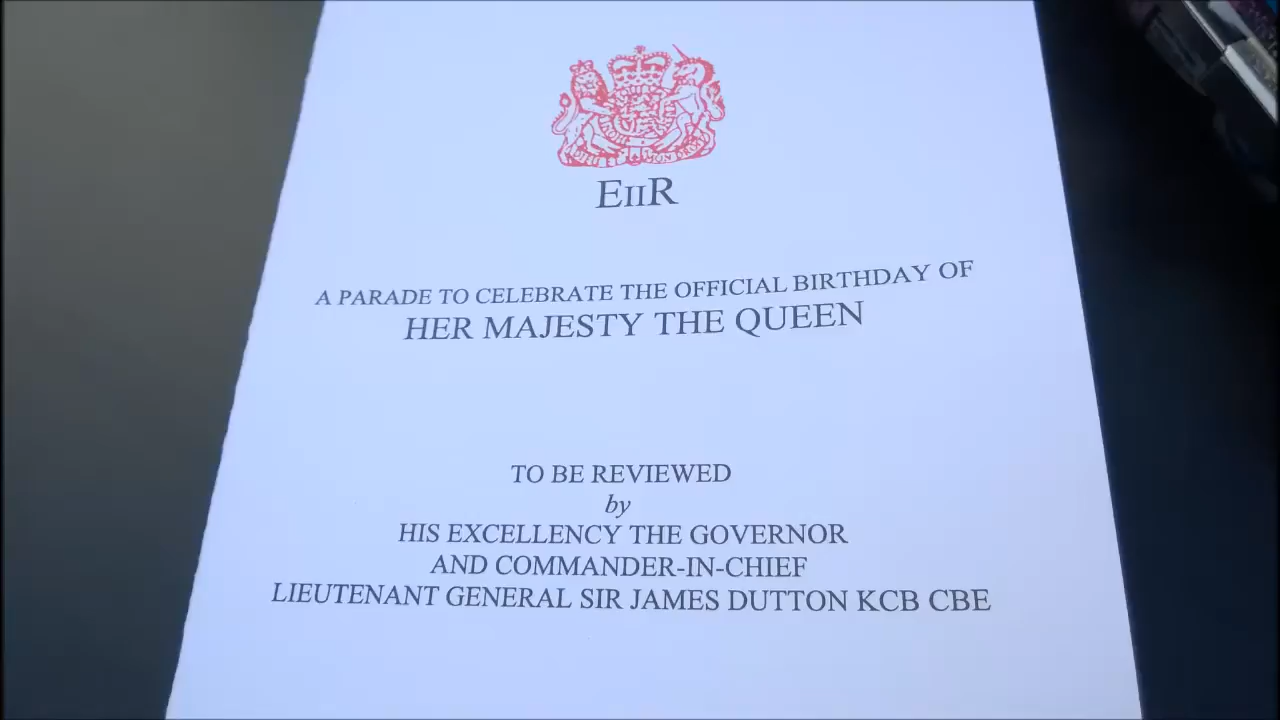 EIIR
A PARADE TO CELEBRATE THE OFFICIAL BIRTHDAY OF
HER MAJESTY THE QUEEN
TO BE REVIEWED
by
HIS EXCELLENCY THE GOVERNOR
AND COMMANDER-IN-CHIEF
LIEUTENANT GENERAL SIR JAMES DUTTON KCB CBE